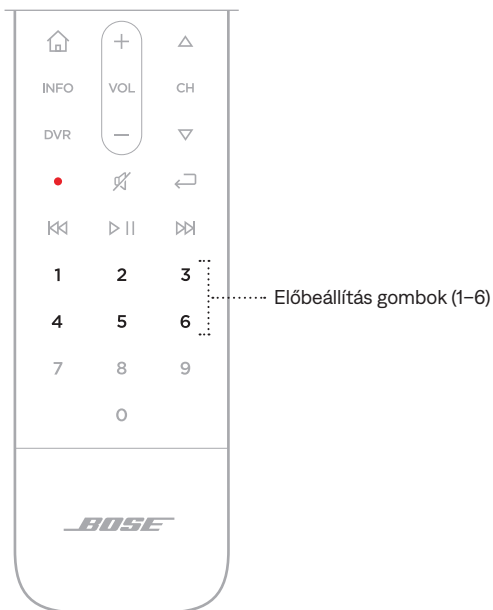 INFO VOL CH
DVR
1 2 3
Előbeállítás gombok (1–6)
4 5 6
7 8 9
0
BOSE